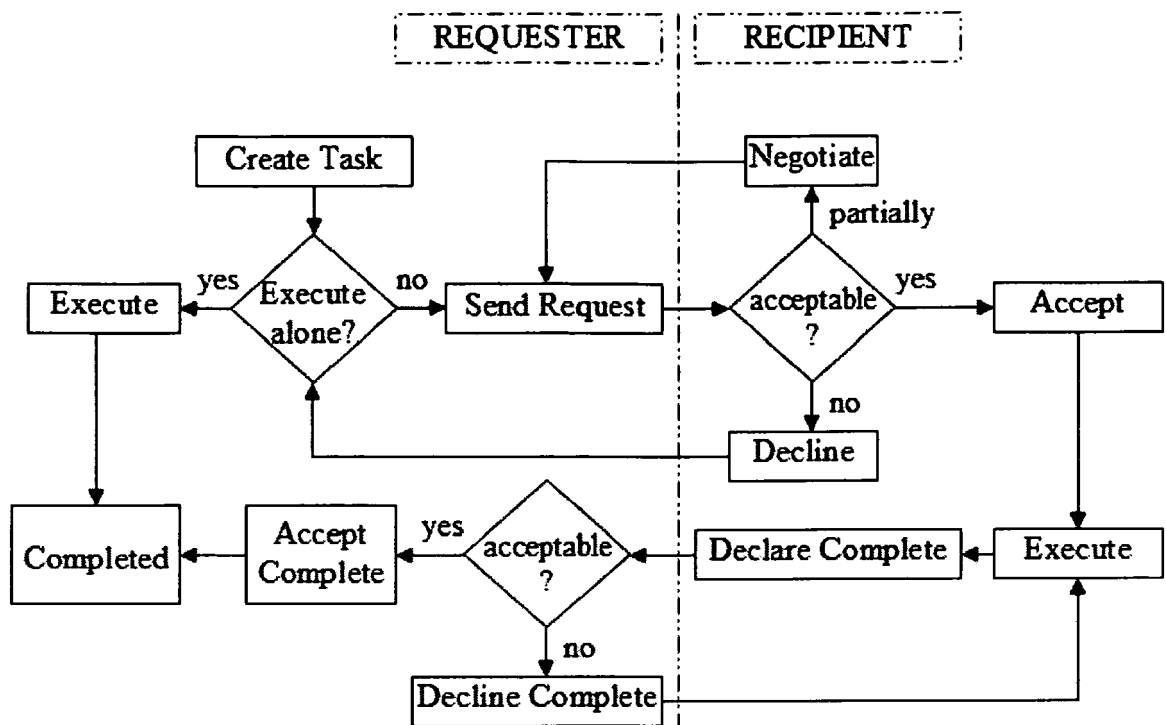 REQUESTER
RECIPIENT
Create Task
Negotiate
partially
yes
Execute
alone?
no
Execute
Send Request
acceptable
?
yes
Accept
no
Decline
Completed
Accept
Complete
yes
acceptable
?
Declare Complete
Execute
no
Decline Complete